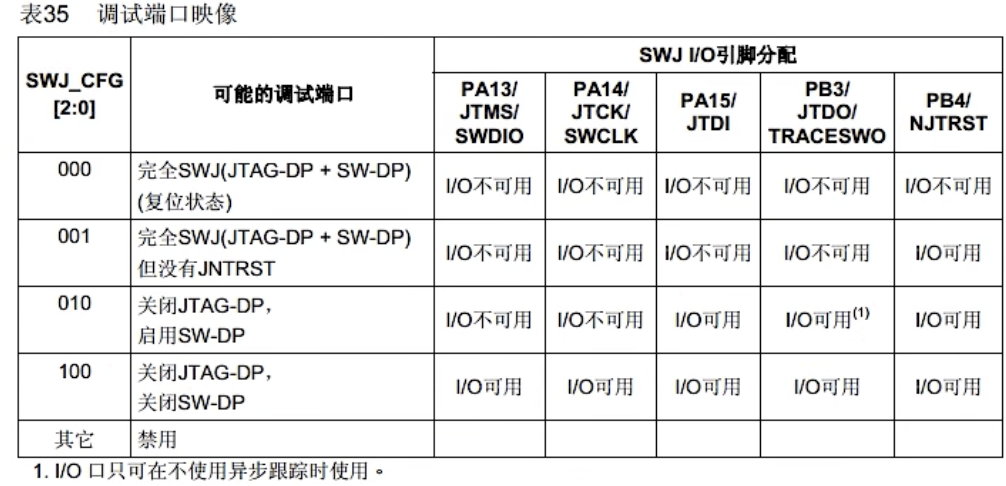 表35 调试端口映像
SWJ_CFG
[2:0]
可能的调试端口
SWJ I/O引脚分配
PA13/
JTMS/
SWDIO
PA14/
JTCK/
SWCLK
PA15/
JTDI
PB3/
JTDO/
TRACESWO
PB4/
NJTRST
000
完全SWJ(JTAG-DP + SW-DP)
(复位状态)
I/O不可用 I/O不可用 I/O不可用 I/O不可用 I/O不可用
001
完全SWJ(JTAG-DP + SW-DP)
但没有JNTRST
I/O不可用 I/O不可用 I/O不可用 I/O不可用 I/O可用
010
关闭JTAG-DP，
启用SW-DP
I/O不可用 I/O不可用 I/O可用 I/O可用(1) I/O可用
100
关闭JTAG-DP，
关闭SW-DP
I/O可用 I/O可用 I/O可用 I/O可用 I/O可用
其它 禁用
1. I/O 口只可在不使用异步跟踪时使用。